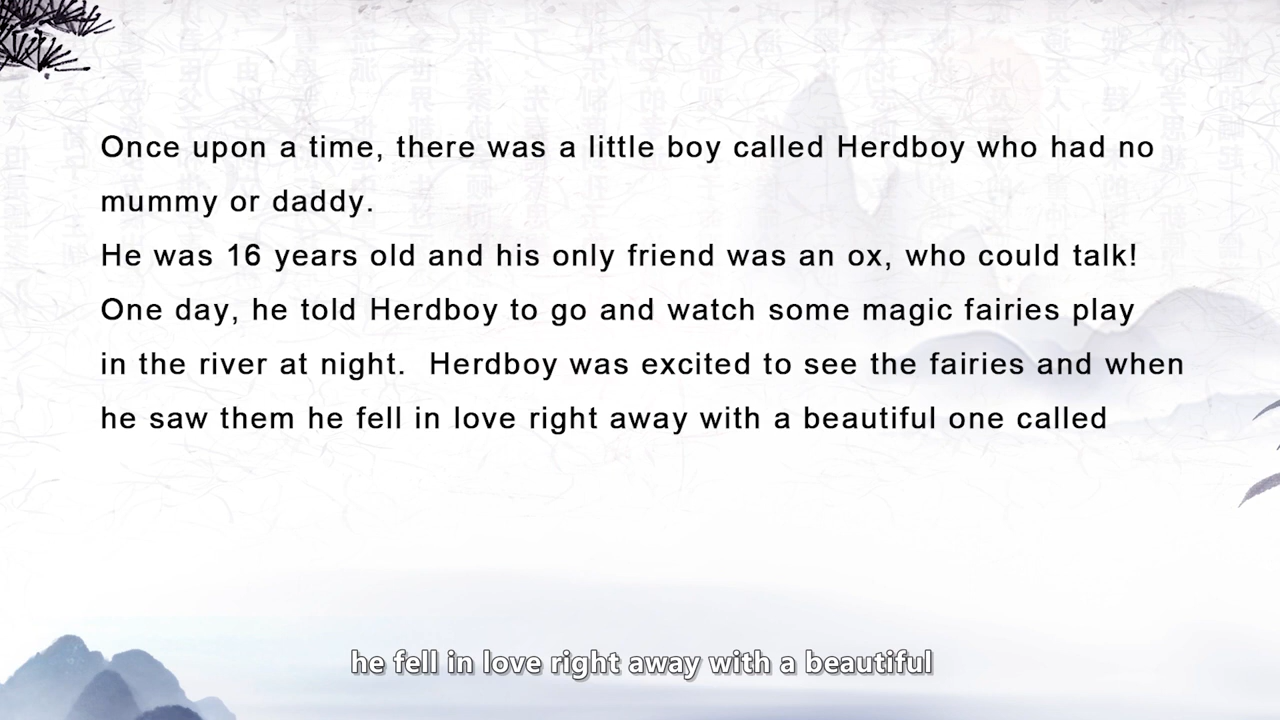 Once upon a time, there was a little boy called Herdboy who had no
mummy or daddy.
He was 16 years old and his only friend was an ox, who could talk!
One day, he told Herdboy to go and watch some magic fairies play
in the river at night.  Herdboy was excited to see the fairies and when
he saw them he fell in love right away with a beautiful one called
he fell in love right away with a beautiful